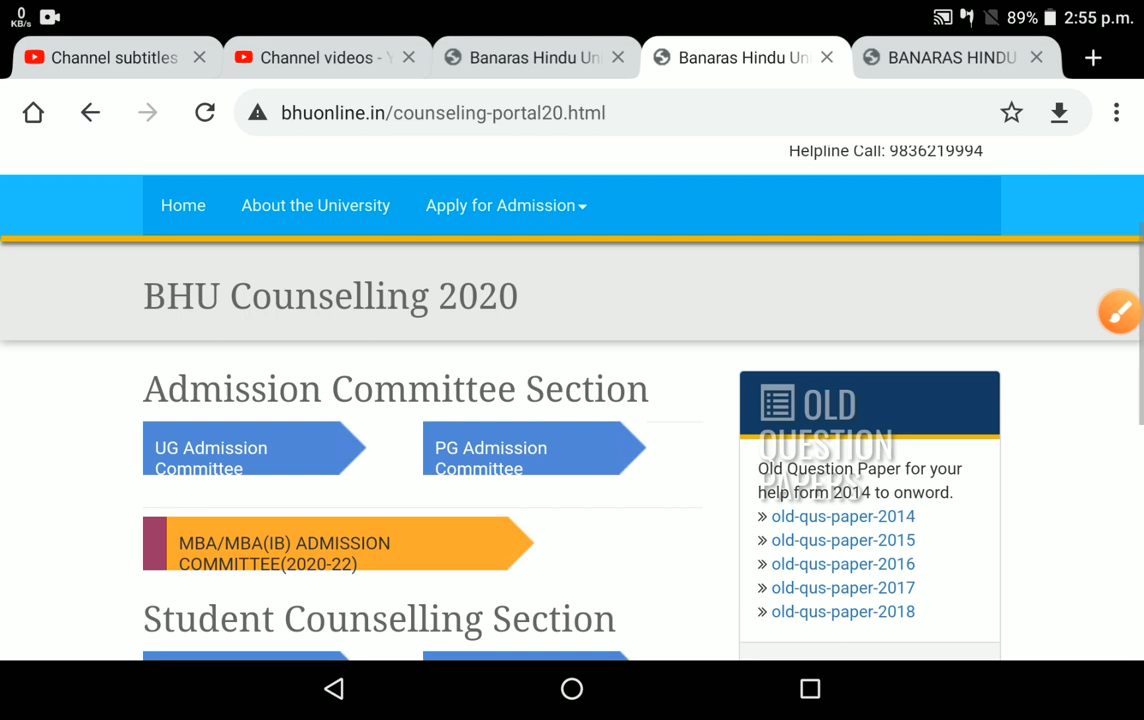 0
KB/s
89% 2:55 p.m.
Channel subtitles
Channel videos - Y
Banaras Hindu Un
Banaras Hindu Un
BANARAS HINDU
bhuonline.in/counseling-portal20.html
Helpline Call: 9836219994
Home About the University Apply for Admission
BHU Counselling 2020
Admission Committee Section
UG Admission
Committee
PG Admission
Committee
MBA/MBA(IB) ADMISSION
COMMITTEE(2020-22)
Student Counselling Section
OLD
QUESTION
PAPERS
Old Question Paper for your
help form 2014 to onword.
» old-qus-paper-2014
» old-qus-paper-2015
» old-qus-paper-2016
» old-qus-paper-2017
» old-qus-paper-2018